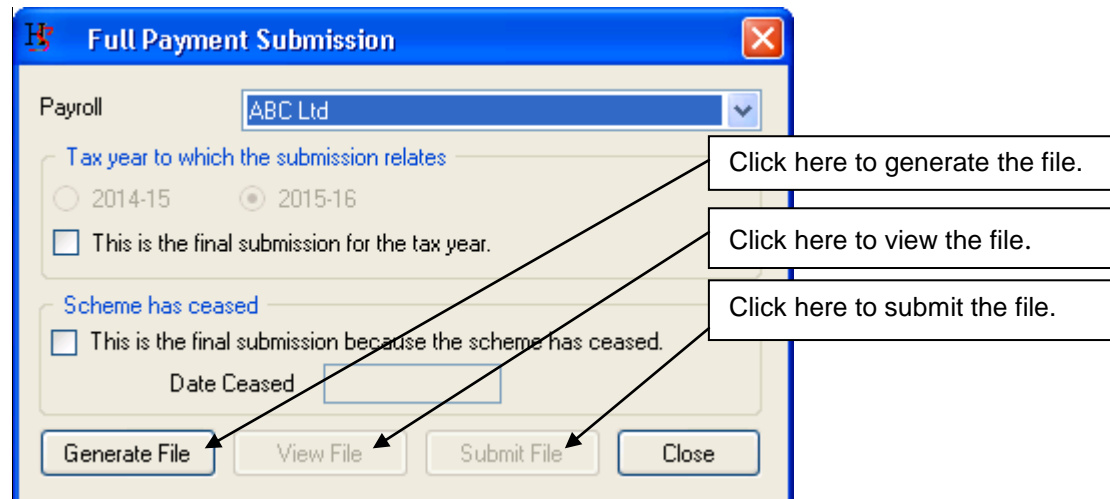 Full Payment Submission
Payroll
ABC Ltd
Tax year to which the submission relates
2014-15
2015-16
This is the final submission for the tax year.
Scheme has ceased
This is the final submission because the scheme has ceased.
Date Ceased
Generate File
View File
Submit File
Close
Click here to generate the file.
Click here to view the file.
Click here to submit the file.